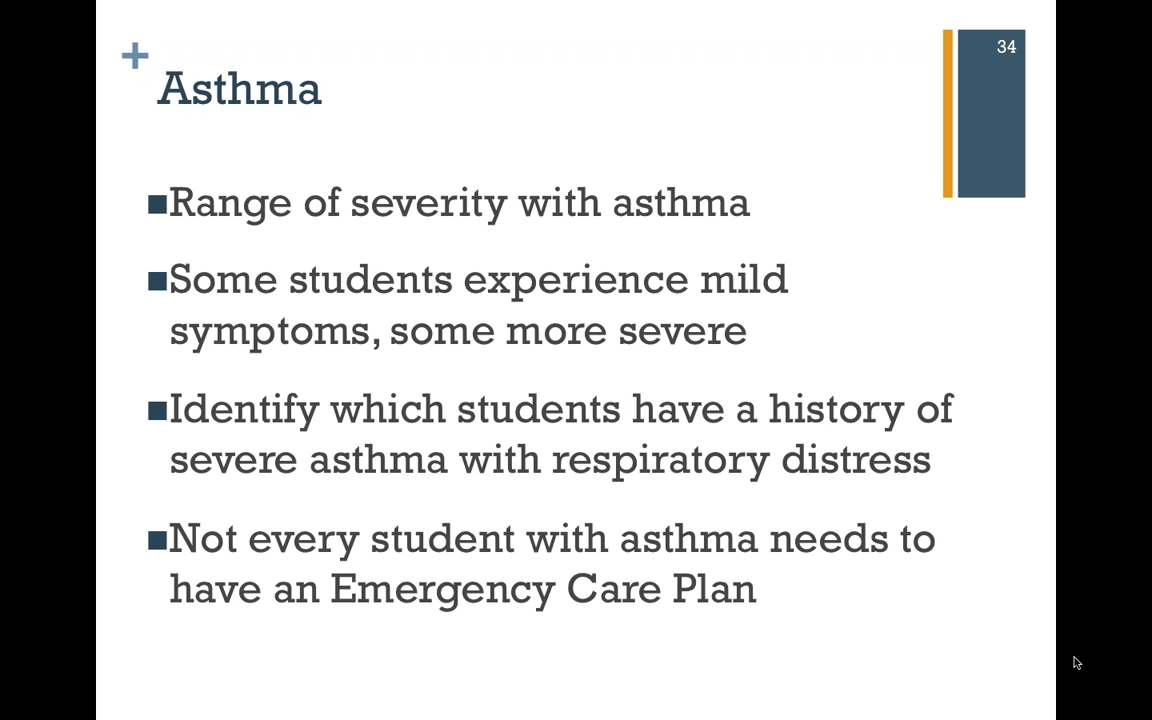 +
34
Asthma
■Range of severity with asthma
■Some students experience mild
symptoms, some more severe
■Identify which students have a history of
severe asthma with respiratory distress
■Not every student with asthma needs to
have an Emergency Care Plan